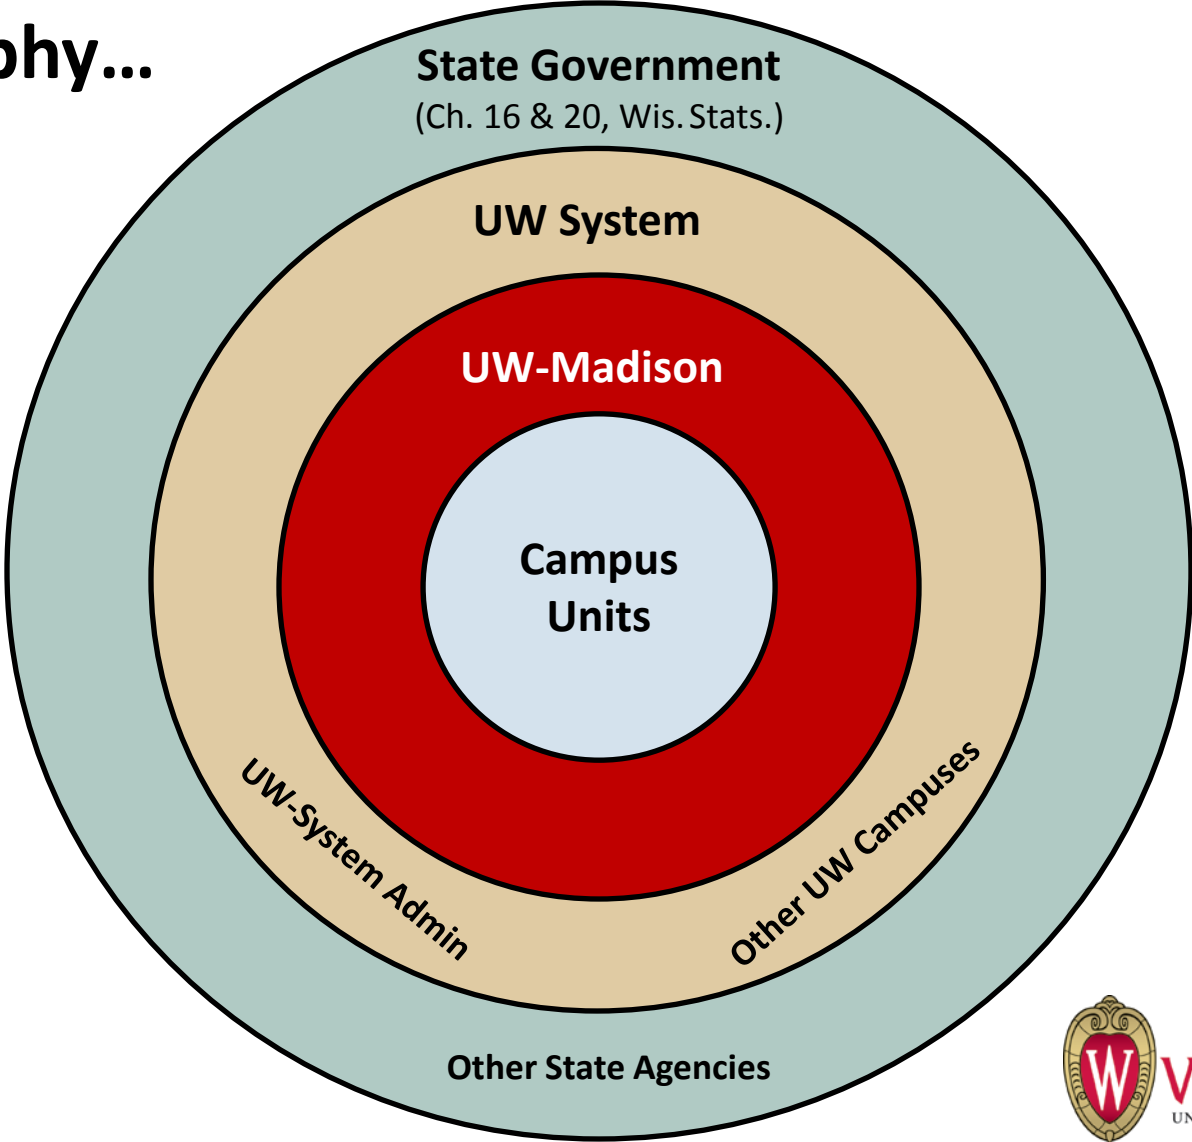 phy...
State Government
(Ch. 16 & 20, Wis. Stats.)
UW System
UW-Madison
Campus
Units
UW-System Admin
Other UW Campuses
Other State Agencies
W